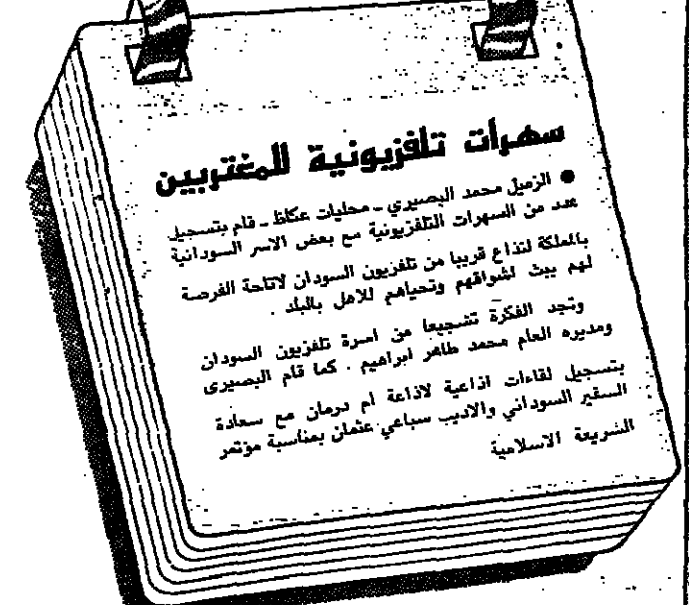 سهرات تلفزيونية للمغتربين
● الزميل محمد البصيري ـ محليات عكاظ ـ قام بتسجيل
عدد من السهرات التلفزيونية مع بعض الاسر السودانية
بالمملكة لتذاع قريبا من تلفزيون السودان لاتاحة الفرصة
لهم ببث اشواقهم وتحياهم للاهل بالبلد .
وتجد الفكرة تشجيعا من اسرة تلفزيون السودان
ومديره العام محمد طاهر ابراهيم . كما قام البصيرى
بتسجيل لقاءات اذاعية لاذاعة أم درمان مع سعادة
السفير السوداني والاديب سباعي عثمان بمناسبة مؤتمر
الشريعة الاسلامية